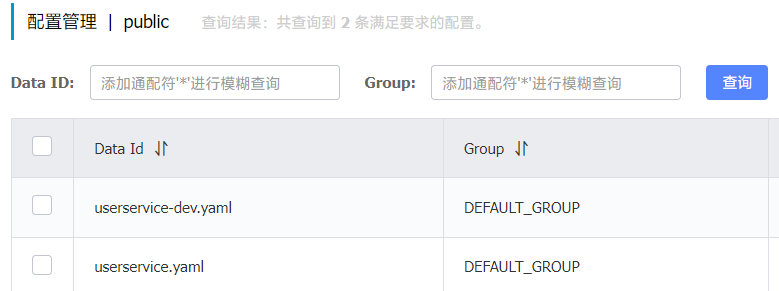 配置管理 | public 查询结果：共查询到 2 条满足要求的配置。
Data ID: 添加通配符'*'进行模糊查询 Group: 添加通配符'*'进行模糊查询 查询
Data Id Group
userservice-dev.yaml DEFAULT_GROUP
userservice.yaml DEFAULT_GROUP